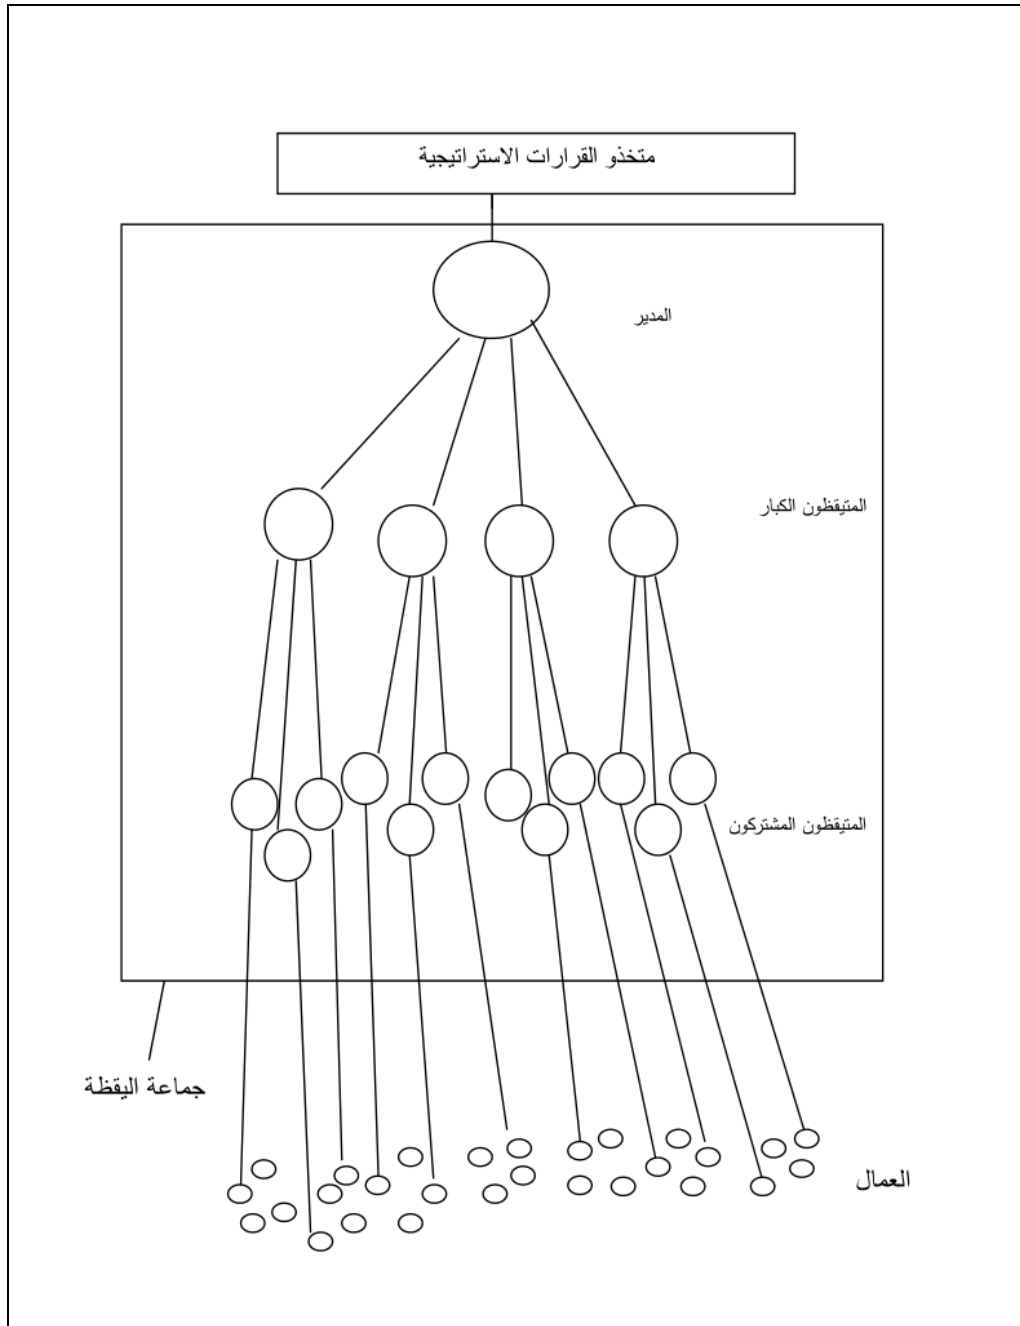 متخذو القرارات الاستراتيجية
المدير
المتيقظون الكبار
المتيقظون المشتركون
جماعة اليقظة
العمال